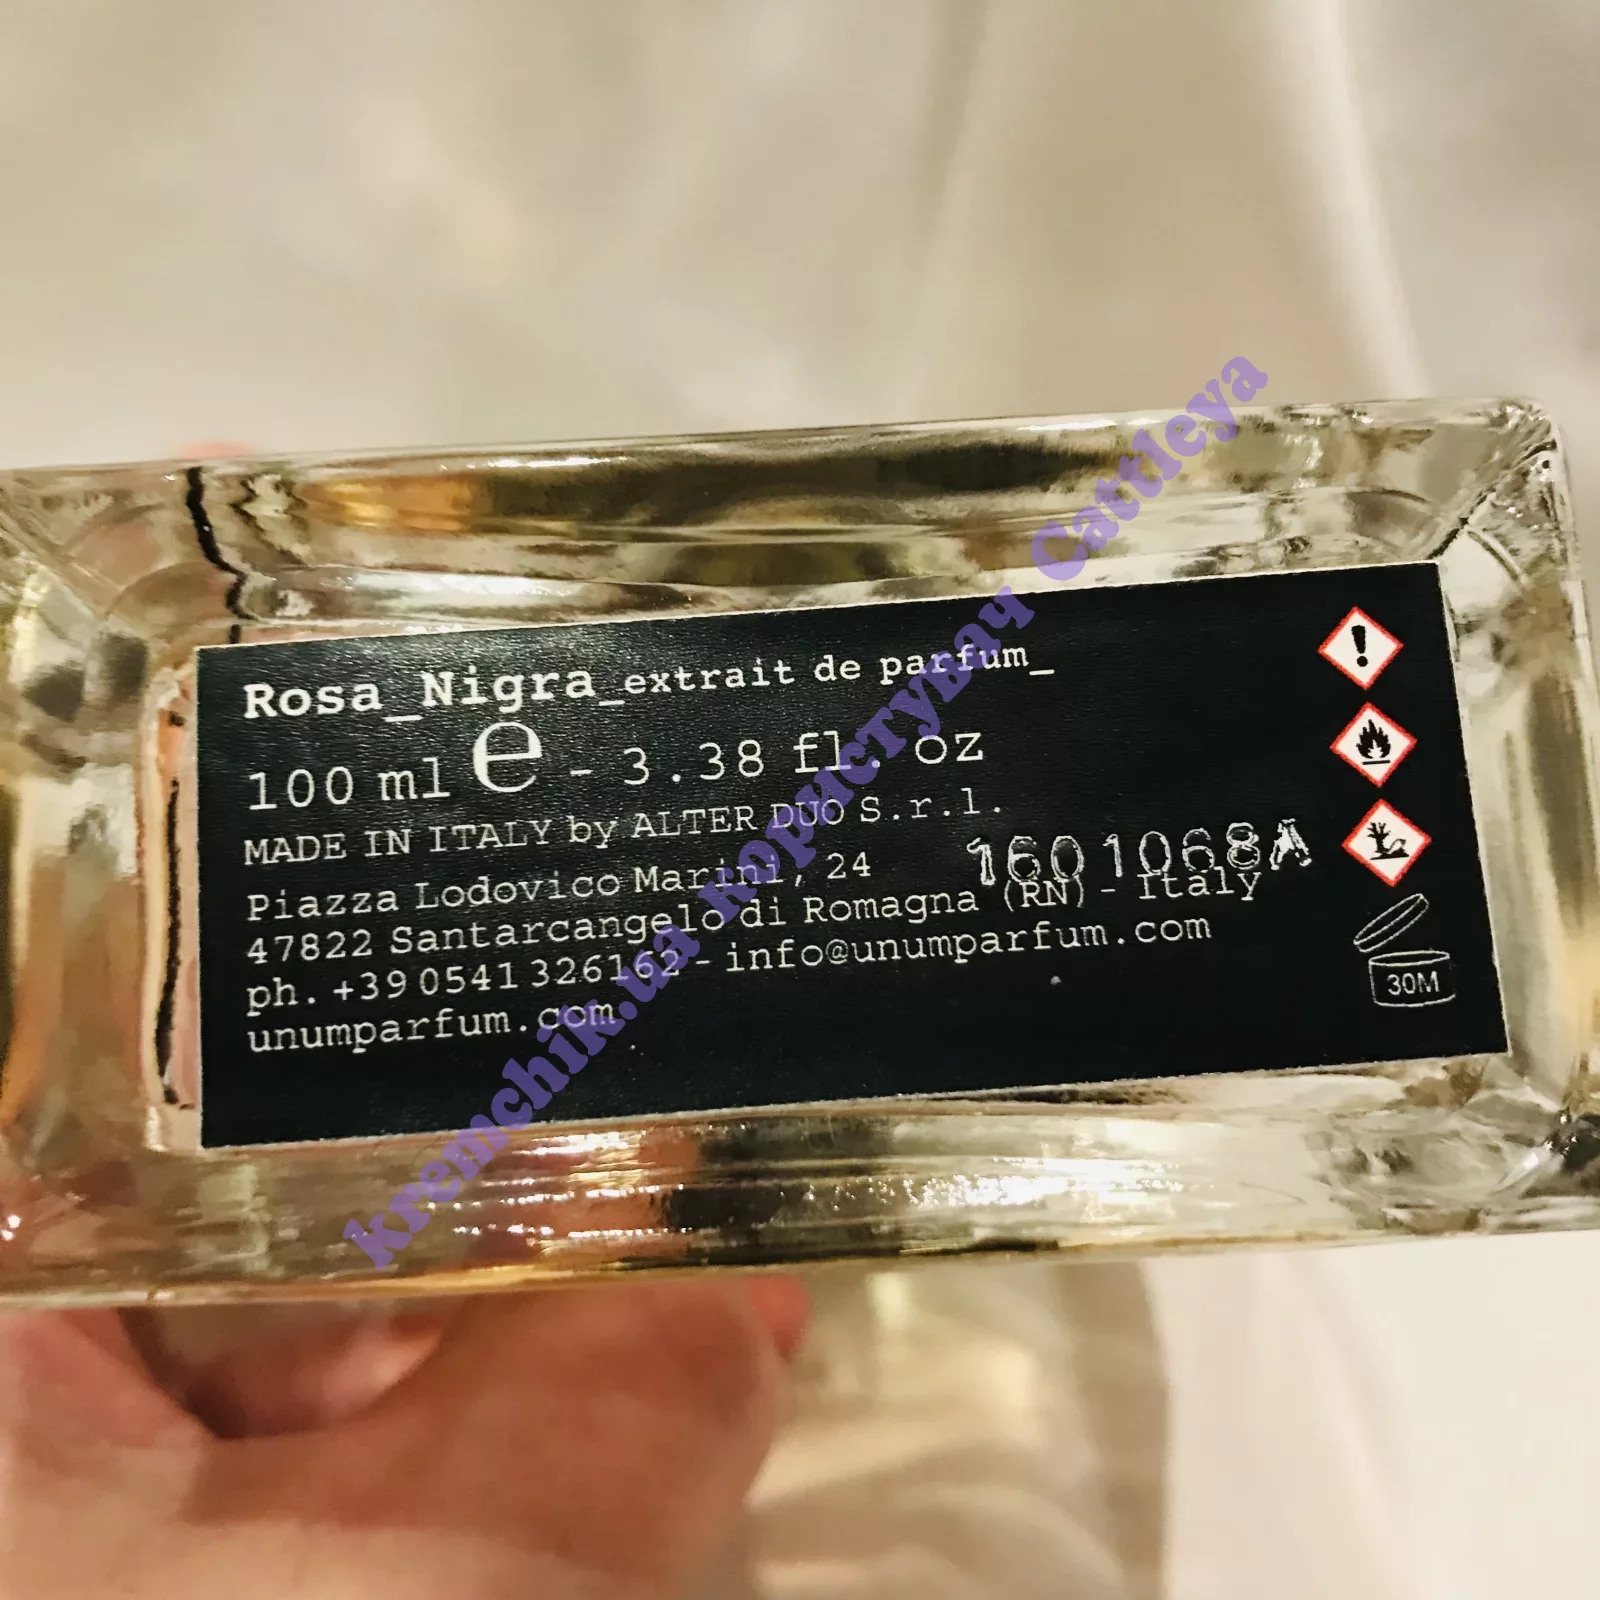 Rosa_Nigra_extrait de parfum_
100 ml e - 3.38 fl. oz
MADE IN ITALY by ALTER DUO S.r.l.
Piazza Lodovico Marini, 24
1601068A
47822 Santarcangelo di Romagna (RN) - Italy
ph. +39 0541 326162 - info@unumparfum.com
unumparfum.com
30M
kremchik.ua користувач Cattleya